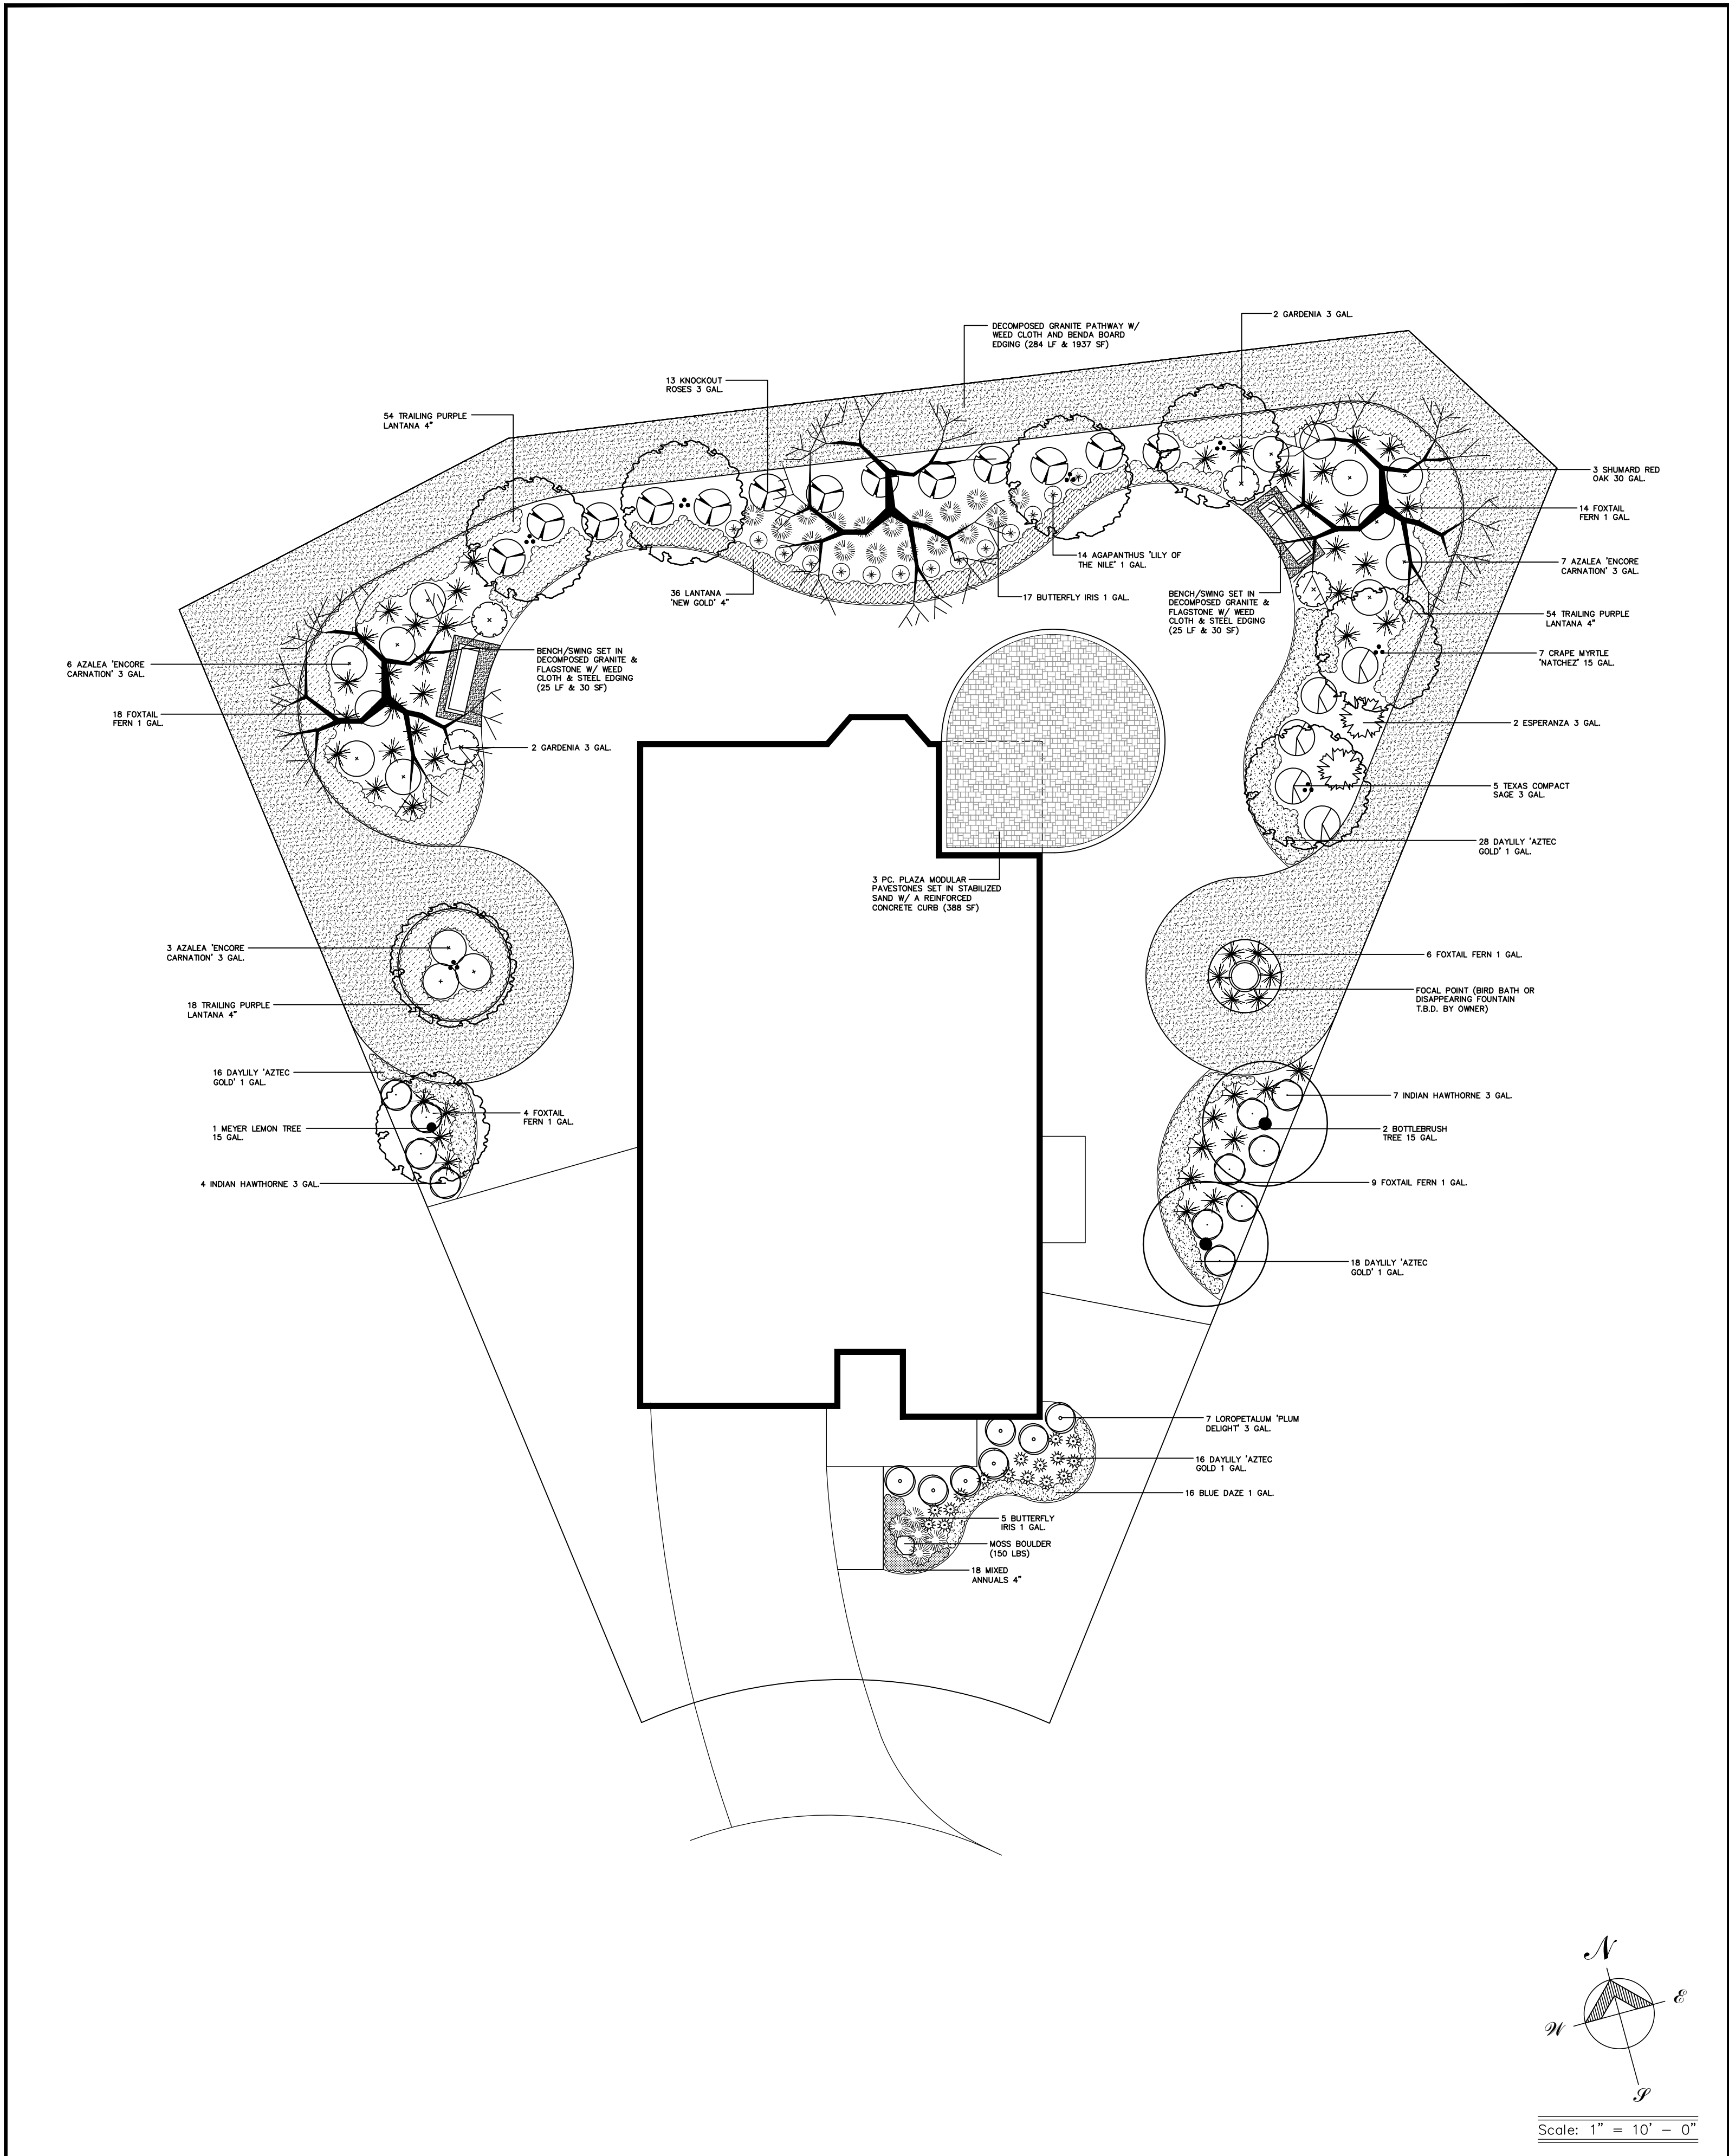 2 GARDENIA 3 GAL.
DECOMPOSED GRANITE PATHWAY W/
WEED CLOTH AND BENDA BOARD
EDGING (284 LF & 1937 SF)
13 KNOCKOUT
ROSES 3 GAL.
54 TRAILING PURPLE
LANTANA 4"
3 SHUMARD RED
OAK 30 GAL.
14 FOXTAIL
FERN 1 GAL.
14 AGAPANTHUS 'LILY OF
THE NILE' 1 GAL.
7 AZALEA 'ENCORE
CARNATION' 3 GAL.
36 LANTANA
'NEW GOLD' 4"
17 BUTTERFLY IRIS 1 GAL.
BENCH/SWING SET IN
DECOMPOSED GRANITE &
FLAGSTONE W/ WEED
CLOTH & STEEL EDGING
(25 LF & 30 SF)
54 TRAILING PURPLE
LANTANA 4"
BENCH/SWING SET IN
DECOMPOSED GRANITE &
FLAGSTONE W/ WEED
CLOTH & STEEL EDGING
(25 LF & 30 SF)
7 CRAPE MYRTLE
'NATCHEZ' 15 GAL.
6 AZALEA 'ENCORE
CARNATION' 3 GAL.
18 FOXTAIL
FERN 1 GAL.
2 ESPERANZA 3 GAL.
2 GARDENIA 3 GAL.
5 TEXAS COMPACT
SAGE 3 GAL.
28 DAYLILY 'AZTEC
GOLD' 1 GAL.
3 PC. PLAZA MODULAR
PAVESTONES SET IN STABILIZED
SAND W/ A REINFORCED
CONCRETE CURB (388 SF)
3 AZALEA 'ENCORE
CARNATION' 3 GAL.
6 FOXTAIL FERN 1 GAL.
18 TRAILING PURPLE
LANTANA 4"
FOCAL POINT (BIRD BATH OR
DISAPPEARING FOUNTAIN
T.B.D. BY OWNER)
16 DAYLILY 'AZTEC
GOLD' 1 GAL.
4 FOXTAIL
FERN 1 GAL.
7 INDIAN HAWTHORNE 3 GAL.
1 MEYER LEMON TREE
15 GAL.
2 BOTTLEBRUSH
TREE 15 GAL.
4 INDIAN HAWTHORNE 3 GAL.
9 FOXTAIL FERN 1 GAL.
18 DAYLILY 'AZTEC
GOLD' 1 GAL.
7 LOROPETALUM 'PLUM
DELIGHT' 3 GAL.
16 DAYLILY 'AZTEC
GOLD 1 GAL.
16 BLUE DAZE 1 GAL.
5 BUTTERFLY
IRIS 1 GAL.
MOSS BOULDER
(150 LBS)
18 MIXED
ANNUALS 4"
N
E
W
S
Scale: 1" = 10' - 0"